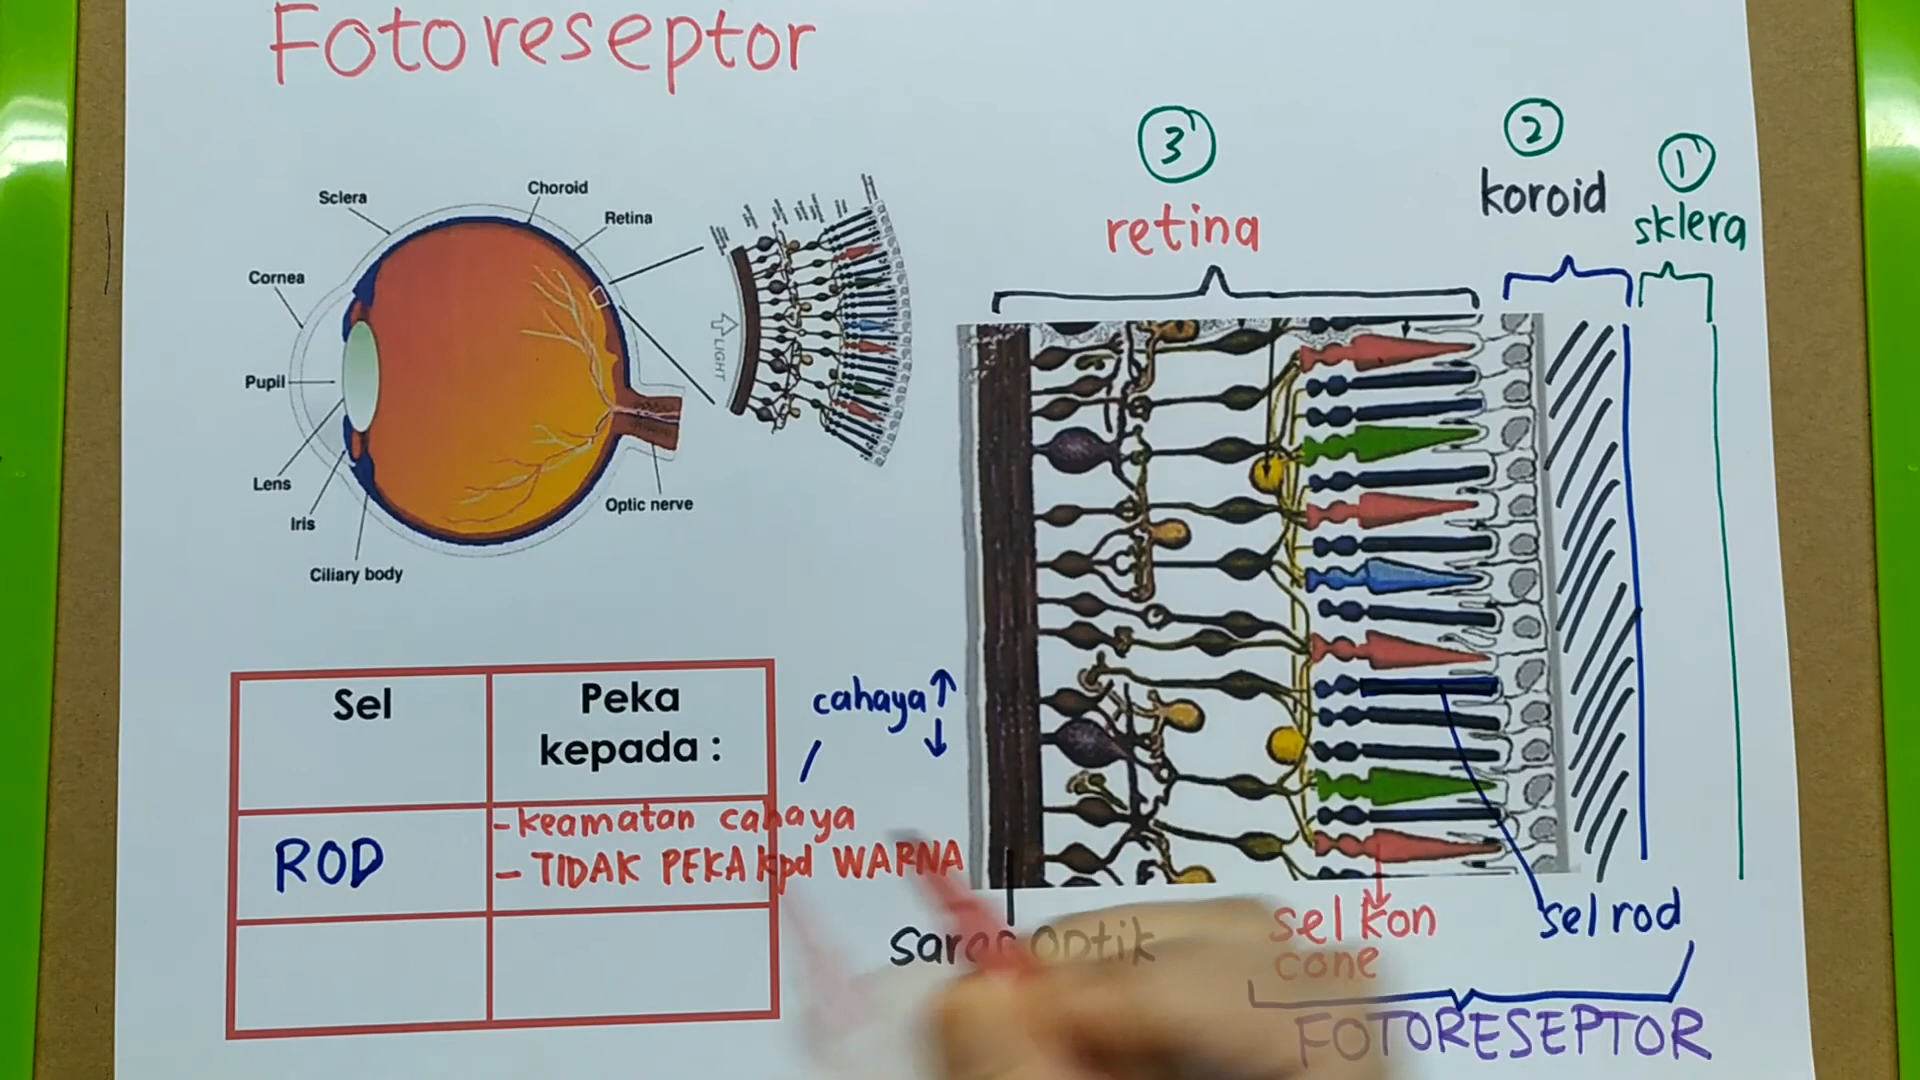 Fotoreseptor
3
2
1
retina
koroid
sklera
Sclera
Choroid
Retina
Cornea
Pupil
Lens
Iris
Ciliary body
Optic nerve
LIGHT
Sel
Peka
kepada :
cahaya ↑
↓
ROD
- keamatan cahaya
- TIDAK PEKA kpd WARNA
optik
sel kon
cone
sel rod
FOTORESEPTOR